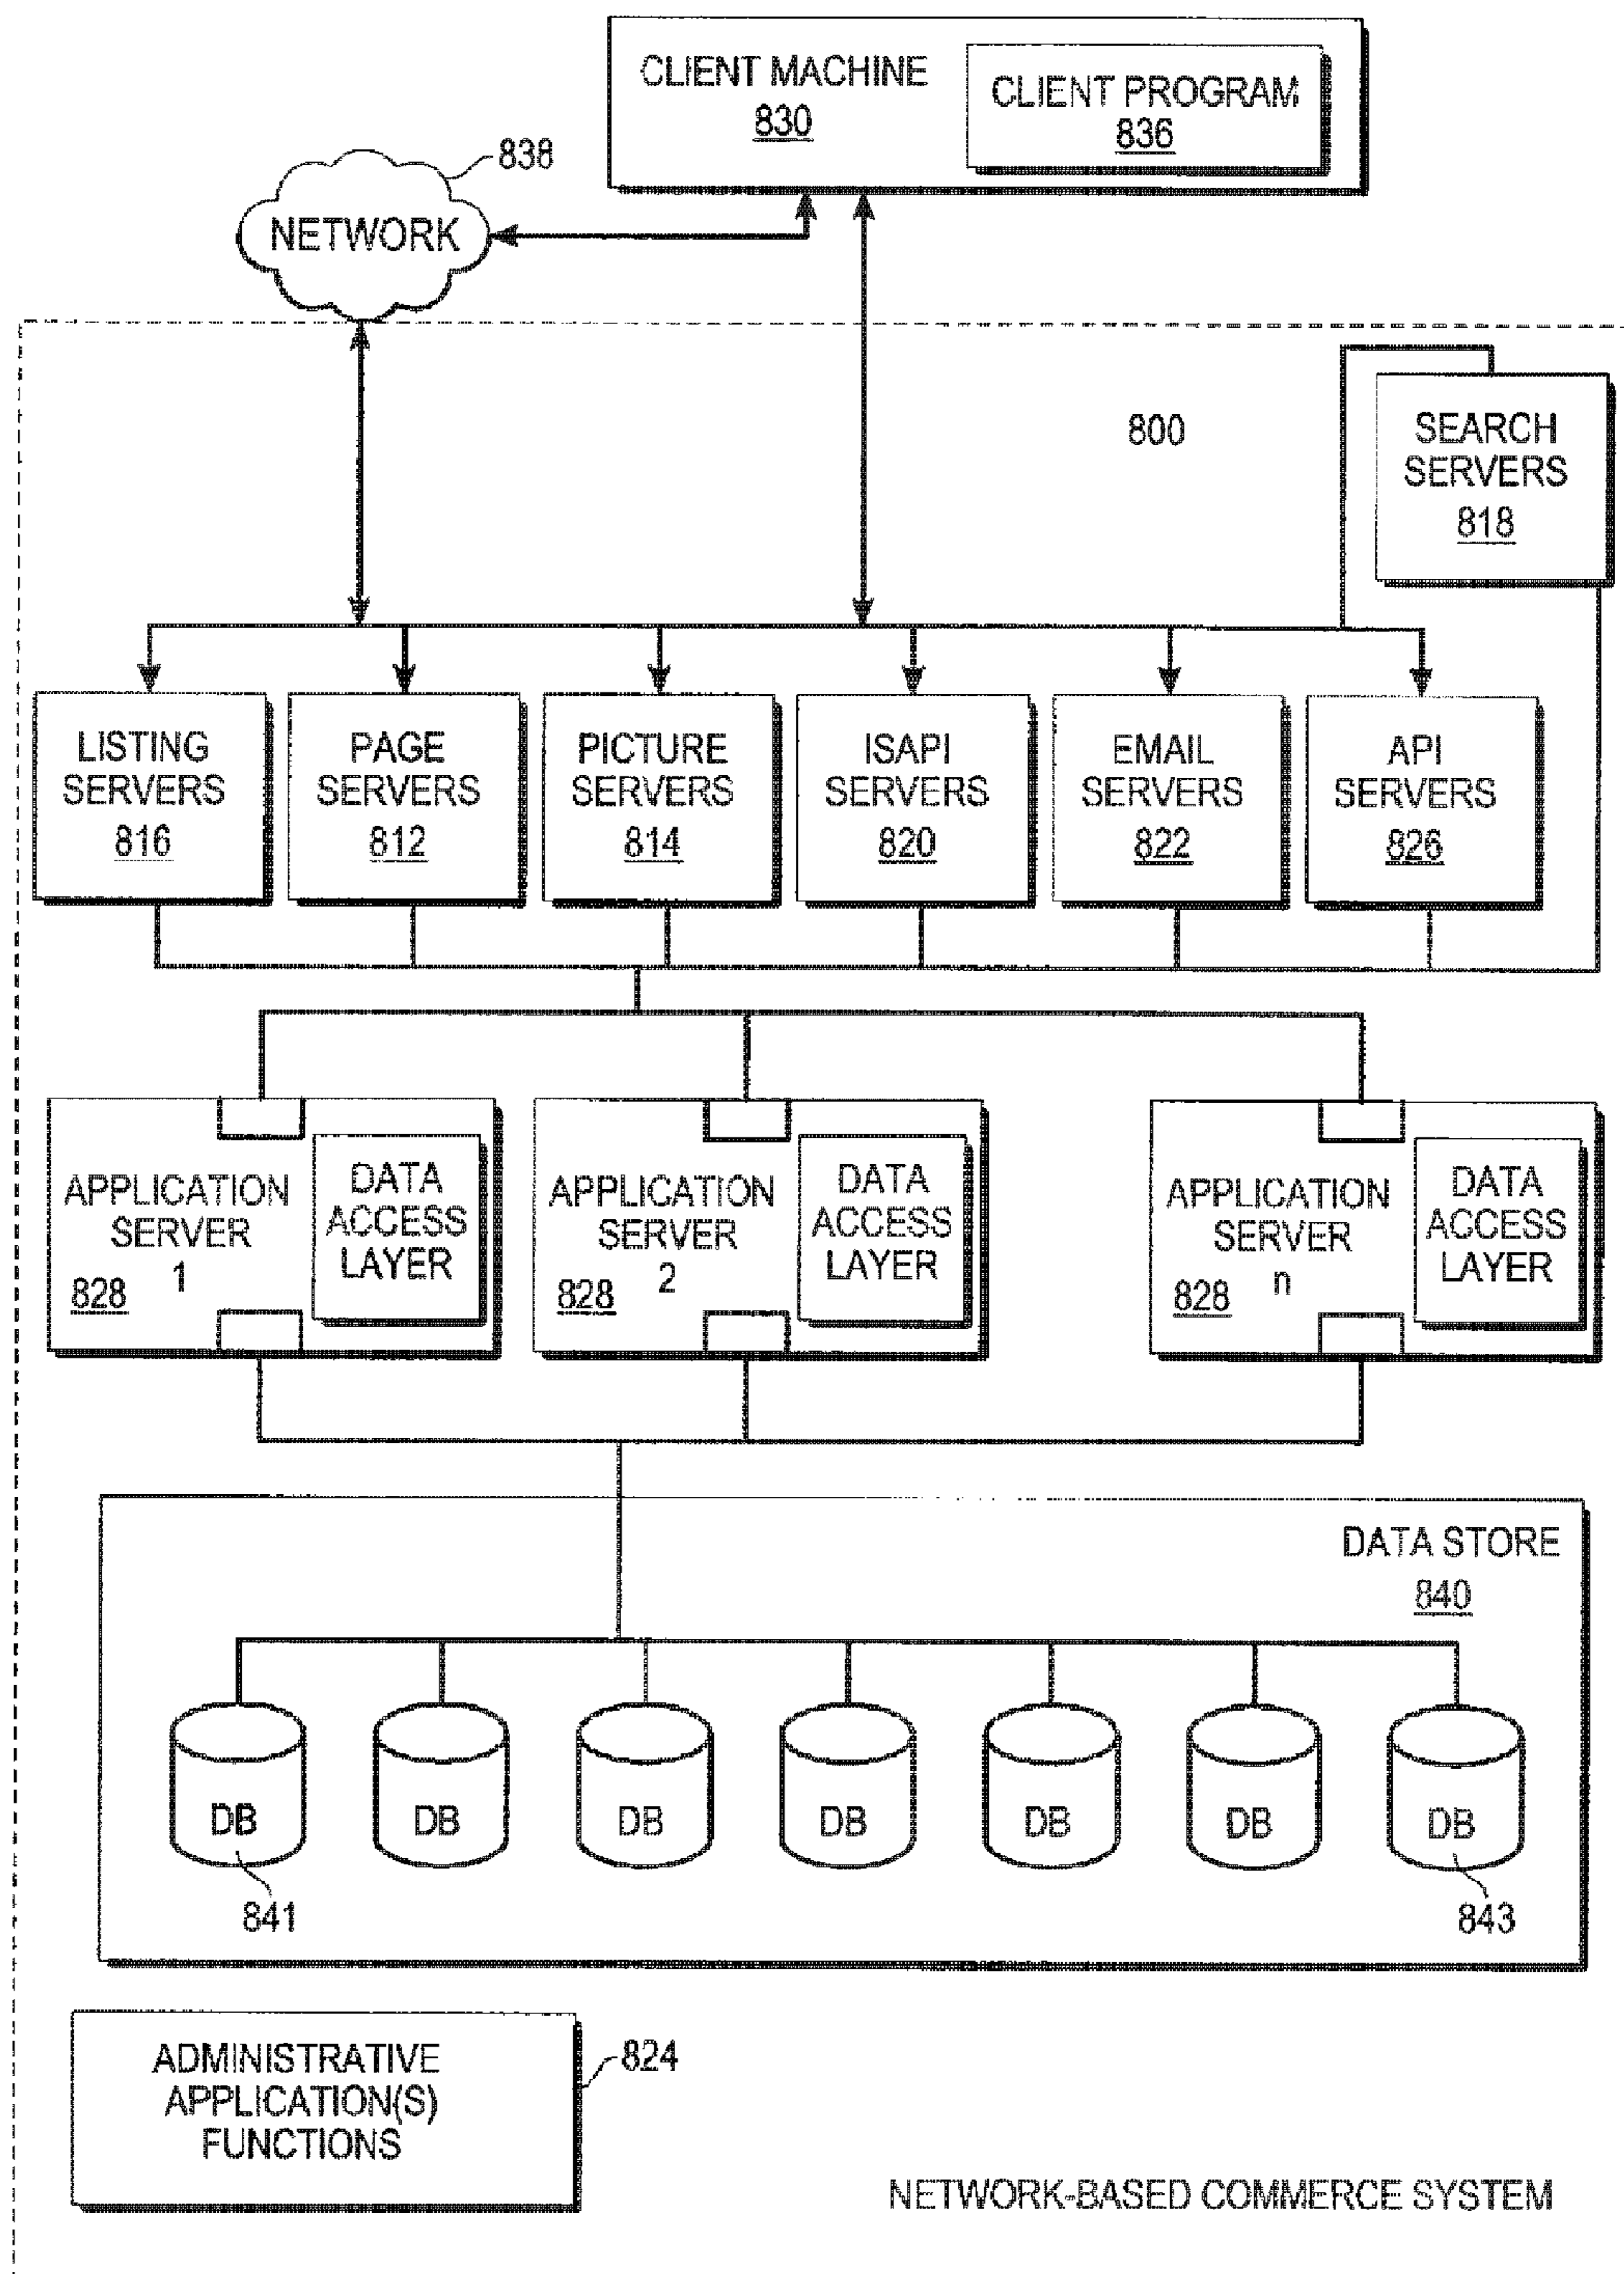 CLIENT MACHINE
830
CLIENT PROGRAM
836
838
NETWORK
800
SEARCH
SERVERS
818
LISTING
SERVERS
816
PAGE
SERVERS
812
PICTURE
SERVERS
814
ISAPI
SERVERS
820
EMAIL
SERVERS
822
API
SERVERS
826
APPLICATION
SERVER
1
828
DATA
ACCESS
LAYER
APPLICATION
SERVER
2
828
DATA
ACCESS
LAYER
APPLICATION
SERVER
n
828
DATA
ACCESS
LAYER
DATA STORE
840
DB
DB
DB
DB
DB
DB
DB
841
843
ADMINISTRATIVE
APPLICATION(S)
FUNCTIONS
824
NETWORK-BASED COMMERCE SYSTEM